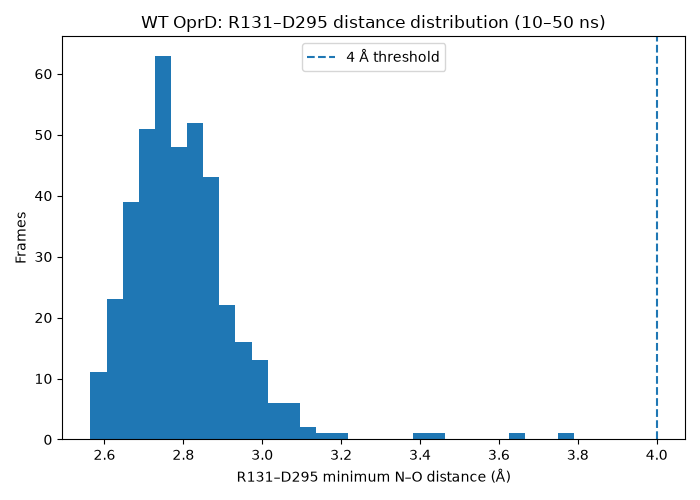 WT OprD: R131–D295 distance distribution (10–50 ns)
4 Å threshold
Frames
60
50
40
30
20
10
0
2.6 2.8 3.0 3.2 3.4 3.6 3.8 4.0
R131–D295 minimum N–O distance (Å)